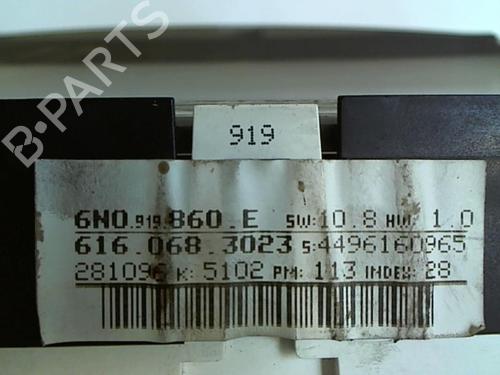 B-PARTS
919
6N0.919.860.E SW:10.8 HW: 1.0
616.068.3023 S:4496160965
281096 K: 5102 PM: 113 INDEX:28